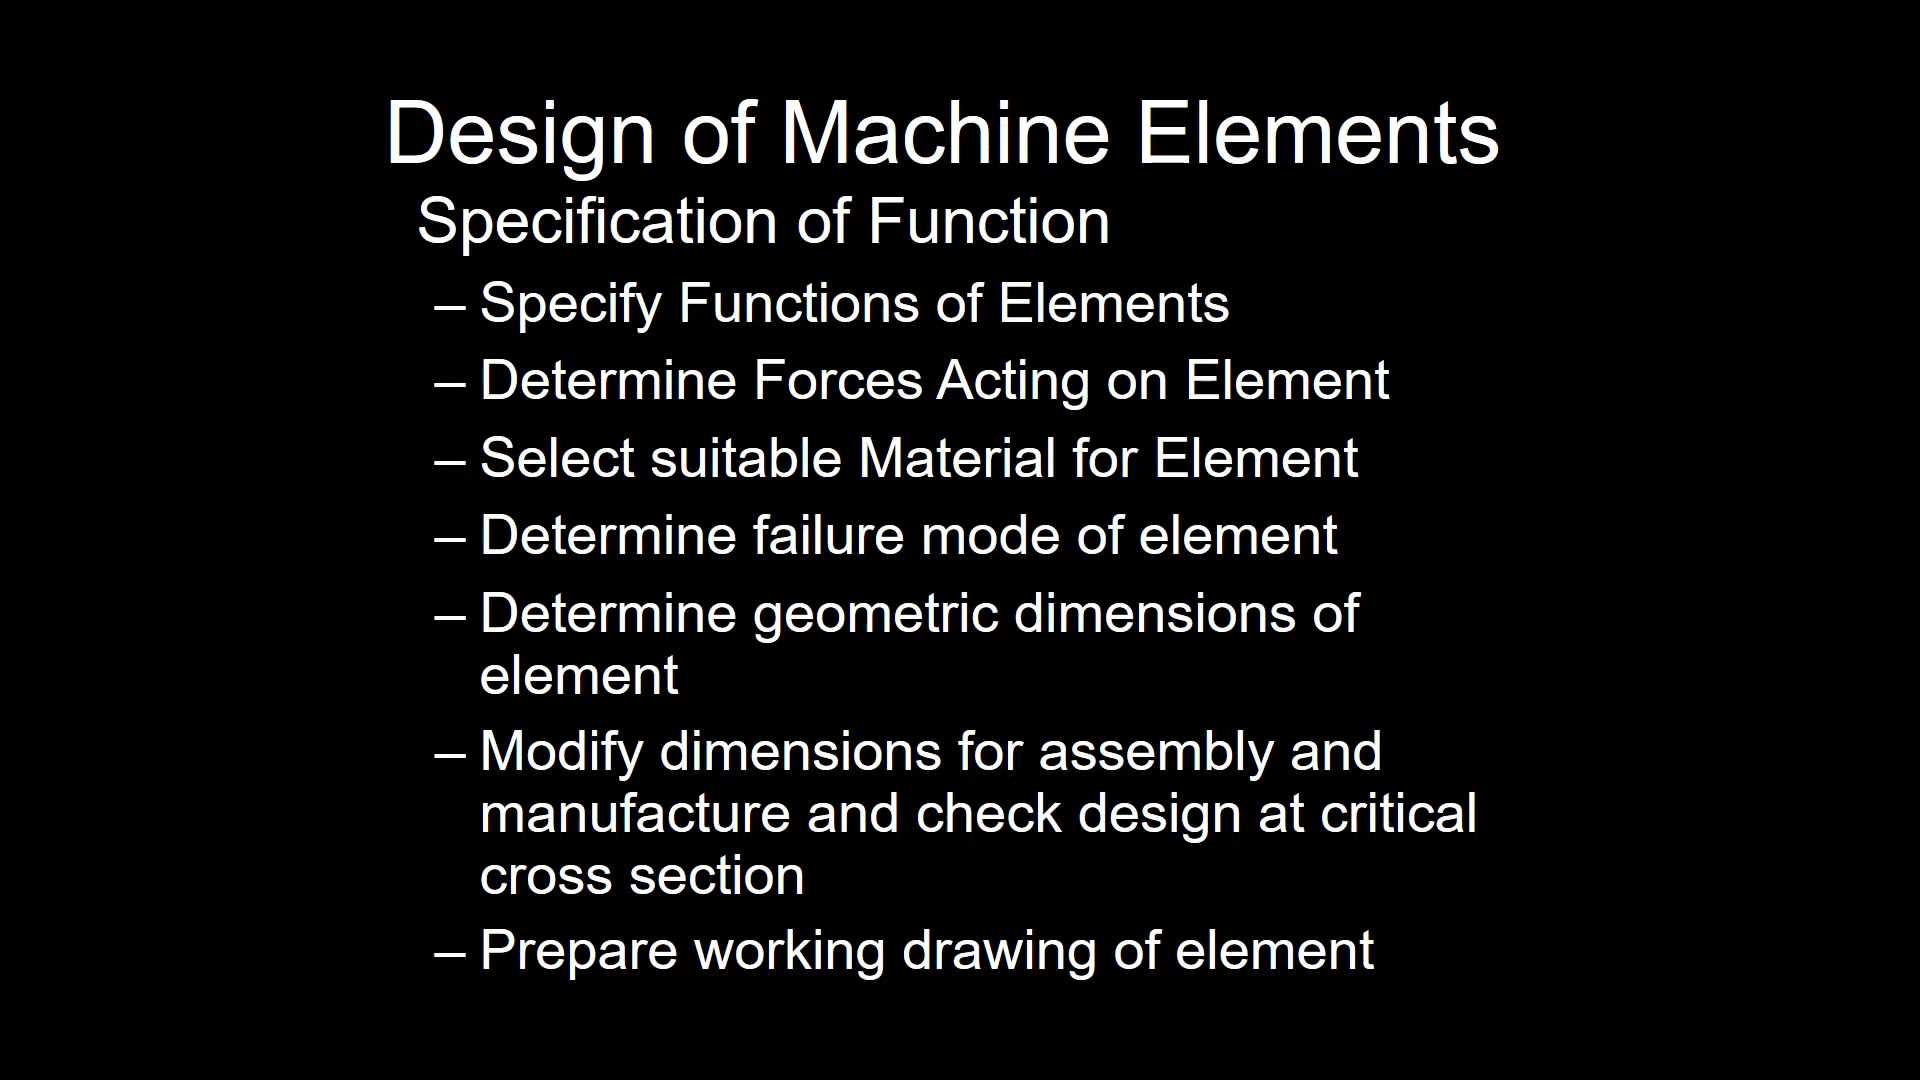 Design of Machine Elements
Specification of Function
– Specify Functions of Elements
– Determine Forces Acting on Element
– Select suitable Material for Element
– Determine failure mode of element
– Determine geometric dimensions of
element
– Modify dimensions for assembly and
manufacture and check design at critical
cross section
– Prepare working drawing of element